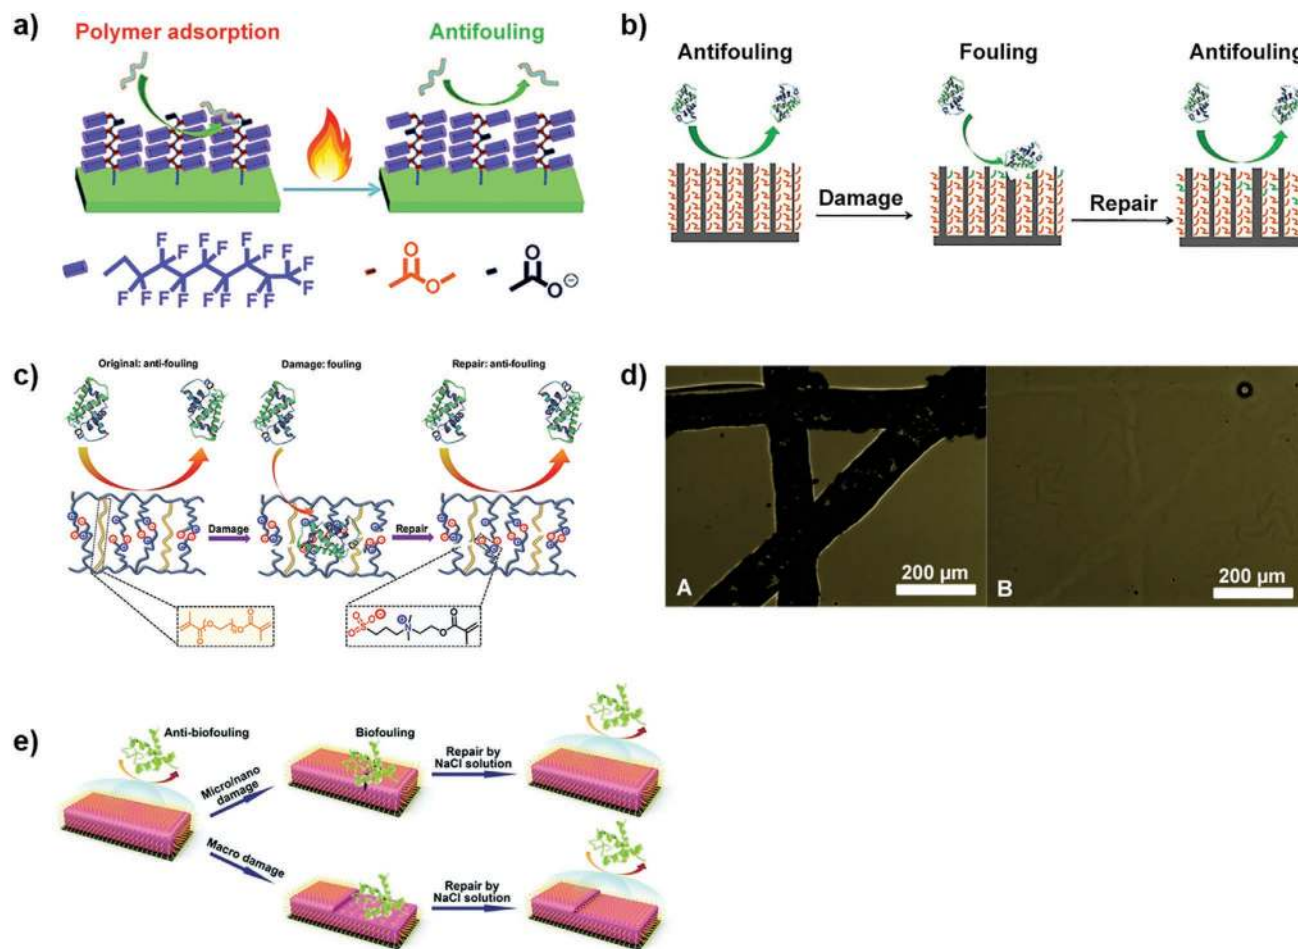 a)
Polymer adsorption
Antifouling
F F F F F F F F F F F F F F F F F
O
O
O
O
⊖
b)
Antifouling
Fouling
Antifouling
Damage
Repair
c)
Original: anti-fouling
Damage: fouling
Repair: anti-fouling
Damage
Repair
d)
200 µm
A
200 µm
B
e)
Anti-biofouling
Biofouling
Micro/nano
damage
Repair by
NaCl solution
Macro damage
Repair by
NaCl solution